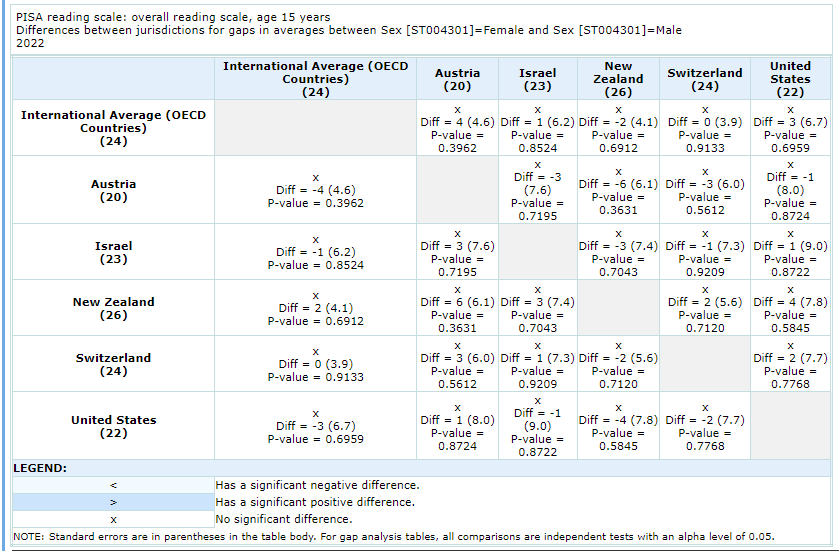 PISA reading scale: overall reading scale, age 15 years
Differences between jurisdictions for gaps in averages between Sex [ST004301]=Female and Sex [ST004301]=Male
2022
International Average (OECD
Countries)
(24)
Austria
(20)
Israel
(23)
New
Zealand
(26)
Switzerland
(24)
United
States
(22)
International Average (OECD
Countries)
(24)
x
Diff = 4 (4.6)
P-value =
0.3962
x
Diff = 1 (6.2)
P-value =
0.8524
x
Diff = -2 (4.1)
P-value =
0.6912
x
Diff = 0 (3.9)
P-value =
0.9133
x
Diff = 3 (6.7)
P-value =
0.6959
Austria
(20)
x
Diff = -4 (4.6)
P-value = 0.3962
x
Diff = -3
(7.6)
P-value =
0.7195
x
Diff = -6 (6.1)
P-value =
0.3631
x
Diff = -3 (6.0)
P-value =
0.5612
x
Diff = -1
(8.0)
P-value =
0.8724
Israel
(23)
x
Diff = -1 (6.2)
P-value = 0.8524
x
Diff = 3 (7.6)
P-value =
0.7195
x
Diff = -3 (7.4)
P-value =
0.7043
x
Diff = -1 (7.3)
P-value =
0.9209
x
Diff = 1 (9.0)
P-value =
0.8722
New Zealand
(26)
x
Diff = 2 (4.1)
P-value = 0.6912
x
Diff = 6 (6.1)
P-value =
0.3631
x
Diff = 3 (7.4)
P-value =
0.7043
x
Diff = 2 (5.6)
P-value =
0.7120
x
Diff = 4 (7.8)
P-value =
0.5845
Switzerland
(24)
x
Diff = 0 (3.9)
P-value = 0.9133
x
Diff = 3 (6.0)
P-value =
0.5612
x
Diff = 1 (7.3)
P-value =
0.9209
x
Diff = -2 (5.6)
P-value =
0.7120
x
Diff = 2 (7.7)
P-value =
0.7768
United States
(22)
x
Diff = -3 (6.7)
P-value = 0.6959
x
Diff = 1 (8.0)
P-value =
0.8724
x
Diff = -1
(9.0)
P-value =
0.8722
x
Diff = -4 (7.8)
P-value =
0.5845
x
Diff = -2 (7.7)
P-value =
0.7768
LEGEND:
< Has a significant negative difference.
> Has a significant positive difference.
x No significant difference.
NOTE: Standard errors are in parentheses in the table body. For gap analysis tables, all comparisons are independent tests with an alpha level of 0.05.